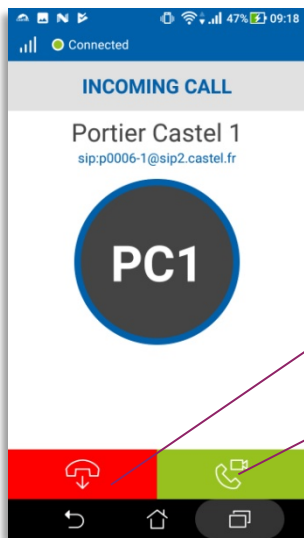 47% 09:18
Connected
INCOMING CALL
Portier Castel 1
sip:p0006-1@sip2.castel.fr
PC1